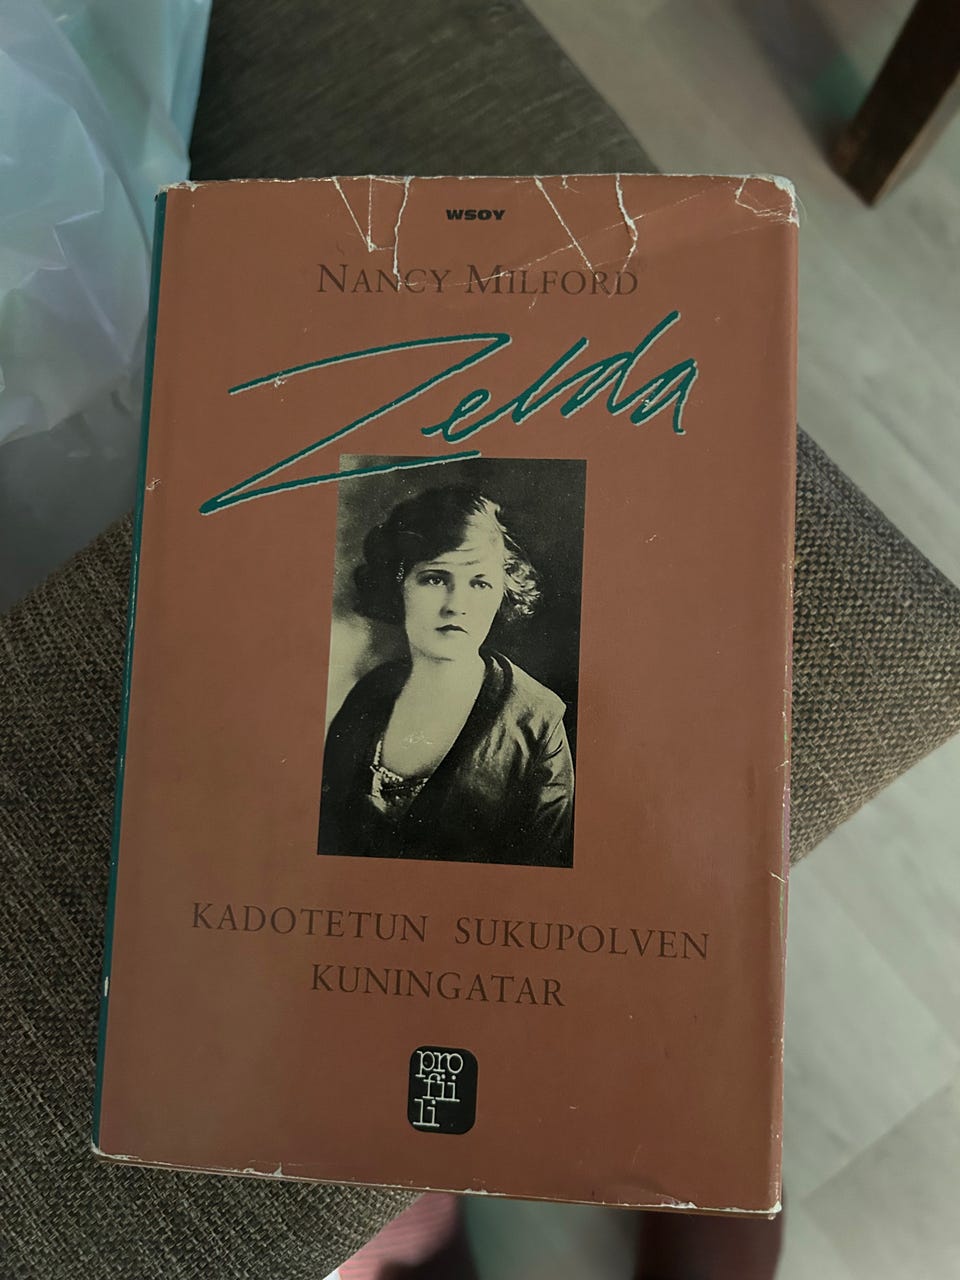 WSOY
NANCY MILFORD
Zelda
KADOTETUN SUKUPOLVEN
KUNINGATAR
pro
fii
li